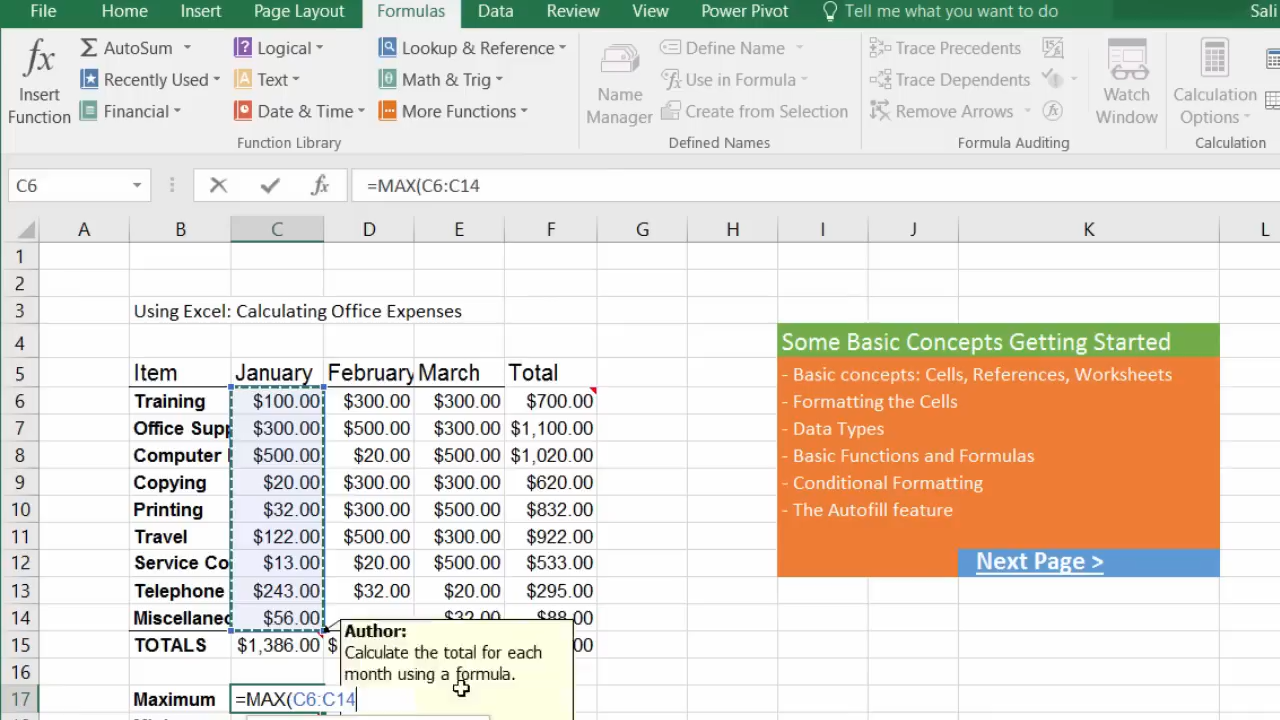 File Home Insert Page Layout Formulas Data Review View Power Pivot Tell me what you want to do Sali
fx Insert Function
Σ AutoSum
Recently Used
Financial
Logical
Text
Date & Time
Lookup & Reference
Math & Trig
More Functions
Function Library
Name Manager
Define Name
Use in Formula
Create from Selection
Defined Names
Trace Precedents
Trace Dependents
Remove Arrows
Formula Auditing
Watch Window
Calculation Options
Calculation
C6 fx =MAX(C6:C14
A B C D E F G H I J K L
1
2
3 Using Excel: Calculating Office Expenses
4 Some Basic Concepts Getting Started
5 Item January February March Total - Basic concepts: Cells, References, Worksheets
6 Training $100.00 $300.00 $300.00 $700.00 - Formatting the Cells
7 Office Supp $300.00 $500.00 $300.00 $1,100.00 - Data Types
8 Computer $500.00 $20.00 $500.00 $1,020.00 - Basic Functions and Formulas
9 Copying $20.00 $300.00 $300.00 $620.00 - Conditional Formatting
10 Printing $32.00 $300.00 $500.00 $832.00 - The Autofill feature
11 Travel $122.00 $500.00 $300.00 $922.00
12 Service Co $13.00 $20.00 $500.00 $533.00 Next Page >
13 Telephone $243.00 $32.00 $20.00 $295.00
14 Miscellaneo $56.00 $32.00 $88.00
15 TOTALS $1,386.00 $ 00
Author:
Calculate the total for each
month using a formula.
16
17 Maximum =MAX(C6:C14